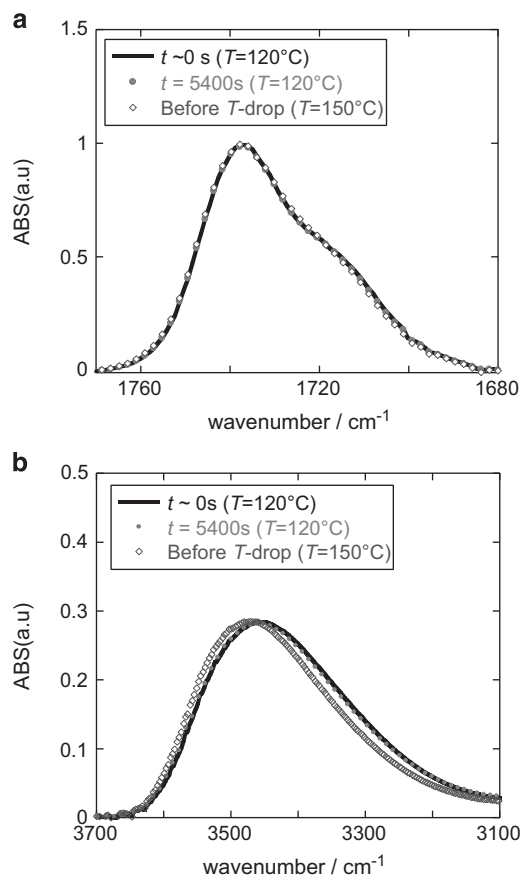 a
1.5
t ~0 s (T=120°C)
t = 5400s (T=120°C)
Before T-drop (T=150°C)
1
ABS(a.u)
0.5
0
1760
1720
1680
wavenumber / cm-1
b
0.5
t ~ 0s (T=120°C)
t = 5400s (T=120°C)
Before T-drop (T=150°C)
0.4
0.3
ABS(a.u)
0.2
0.1
0
3700
3500
3300
3100
wavenumber / cm-1